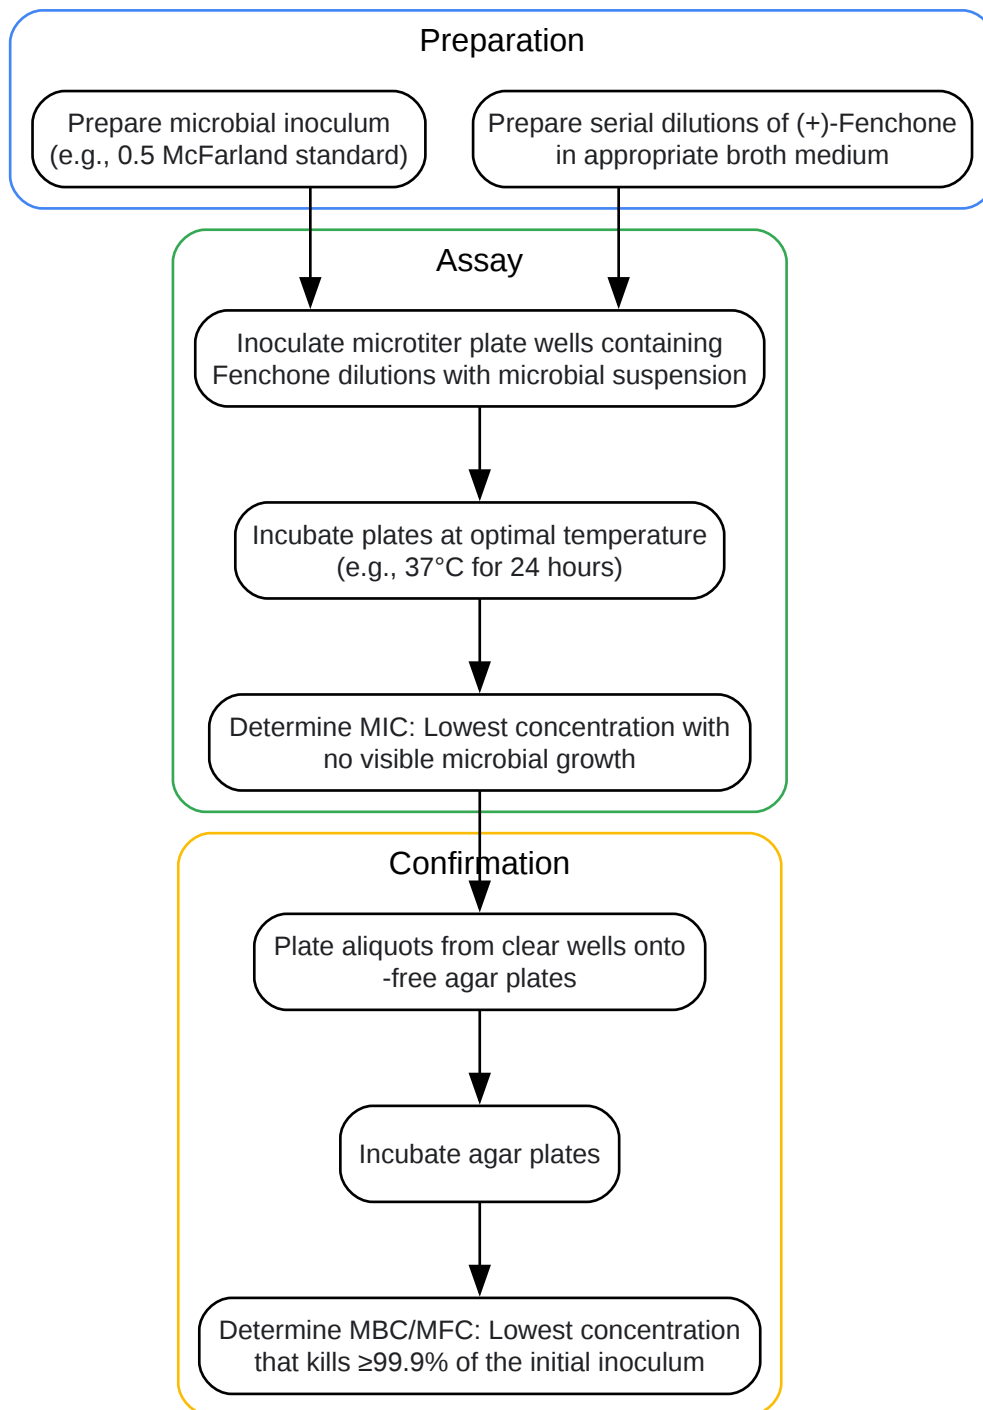 Preparation
Prepare microbial inoculum
(e.g., 0.5 McFarland standard)
Prepare serial dilutions of (+)-Fenchone
in appropriate broth medium
Assay
Inoculate microtiter plate wells containing
Fenchone dilutions with microbial suspension
Incubate plates at optimal temperature
(e.g., 37°C for 24 hours)
Determine MIC: Lowest concentration with
no visible microbial growth
Confirmation
Plate aliquots from clear wells onto
-free agar plates
Incubate agar plates
Determine MBC/MFC: Lowest concentration
that kills ≥99.9% of the initial inoculum